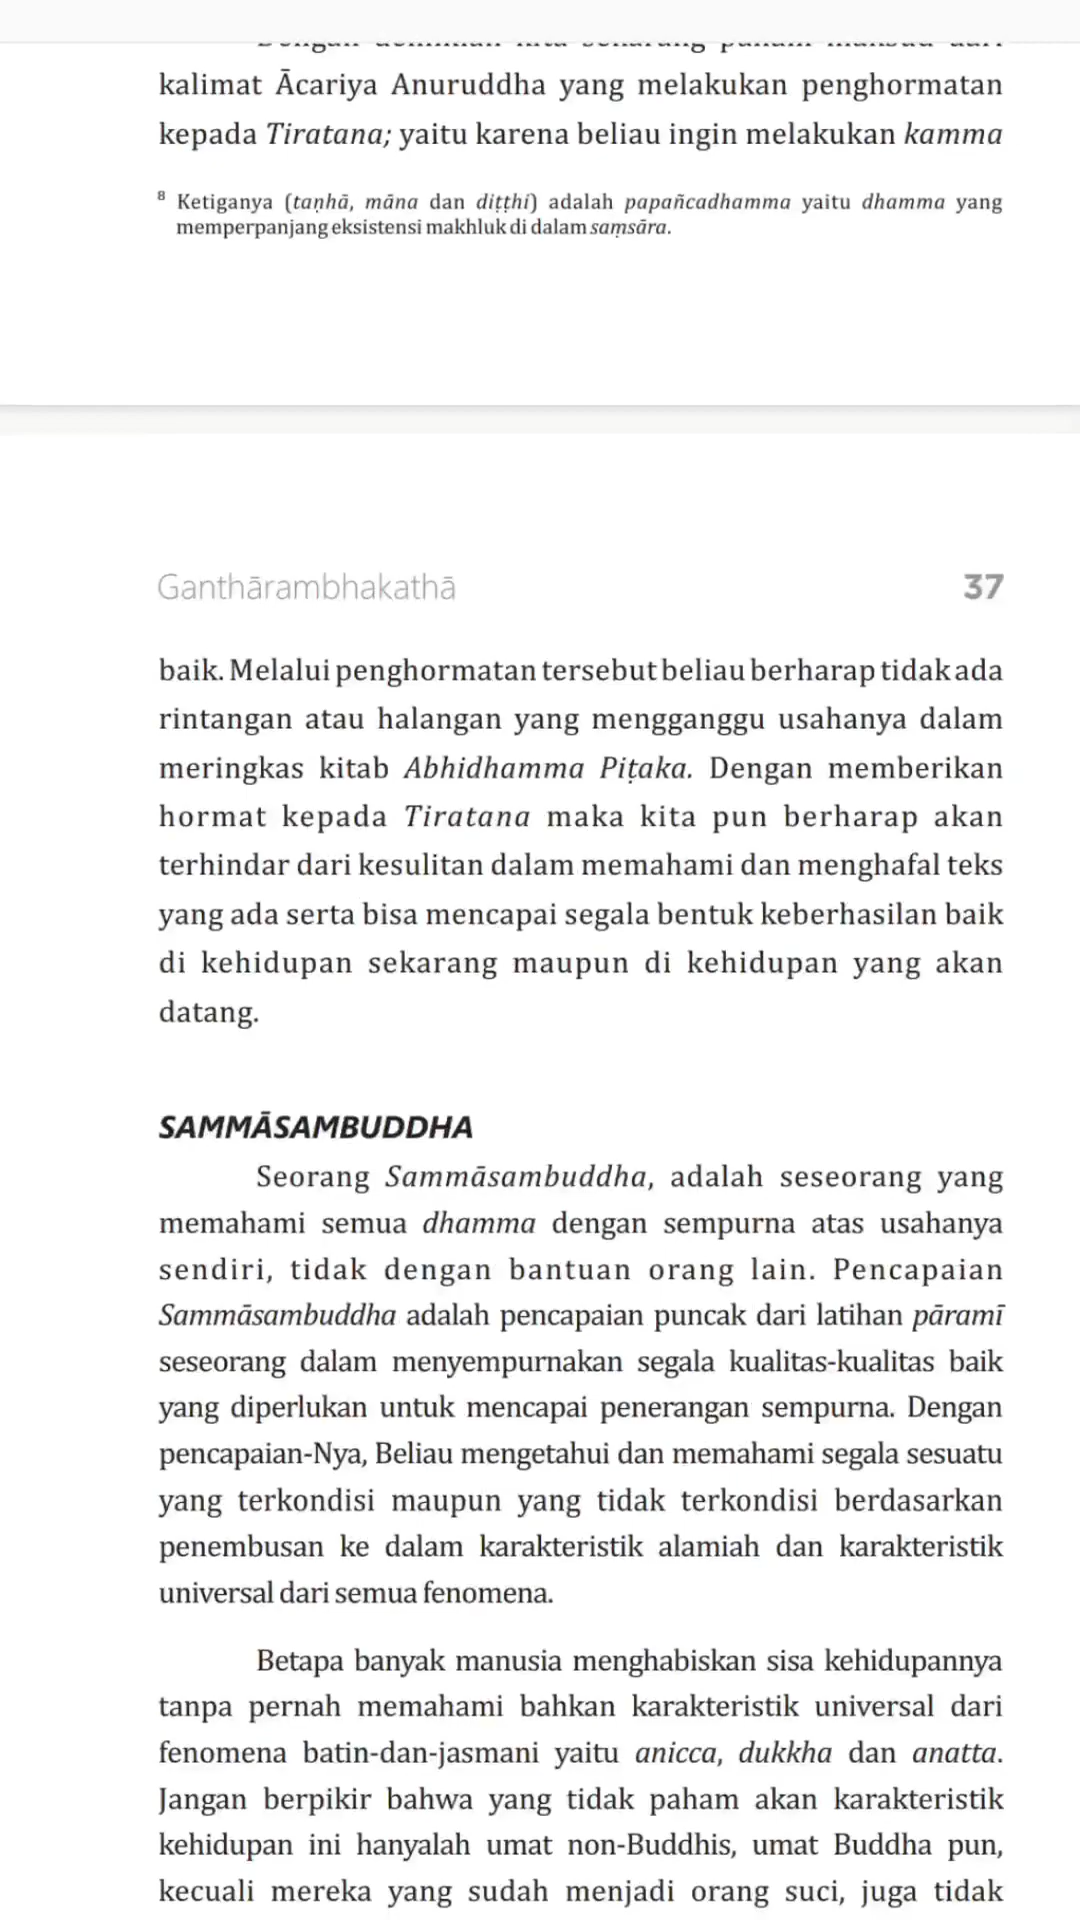 kalimat Ācariya Anuruddha yang melakukan penghormatan
kepada Tiratana; yaitu karena beliau ingin melakukan kamma
8 Ketiganya (taṇhā, māna dan diṭṭhi) adalah papañcadhamma yaitu dhamma yang
memperpanjang eksistensi makhluk di dalam saṃsāra.
Ganthārambhakathā 37
baik. Melalui penghormatan tersebut beliau berharap tidak ada
rintangan atau halangan yang mengganggu usahanya dalam
meringkas kitab Abhidhamma Piṭaka. Dengan memberikan
hormat kepada Tiratana maka kita pun berharap akan
terhindar dari kesulitan dalam memahami dan menghafal teks
yang ada serta bisa mencapai segala bentuk keberhasilan baik
di kehidupan sekarang maupun di kehidupan yang akan
datang.
SAMMĀSAMBUDDHA
Seorang Sammāsambuddha, adalah seseorang yang
memahami semua dhamma dengan sempurna atas usahanya
sendiri, tidak dengan bantuan orang lain. Pencapaian
Sammāsambuddha adalah pencapaian puncak dari latihan pāramī
seseorang dalam menyempurnakan segala kualitas-kualitas baik
yang diperlukan untuk mencapai penerangan sempurna. Dengan
pencapaian-Nya, Beliau mengetahui dan memahami segala sesuatu
yang terkondisi maupun yang tidak terkondisi berdasarkan
penembusan ke dalam karakteristik alamiah dan karakteristik
universal dari semua fenomena.
Betapa banyak manusia menghabiskan sisa kehidupannya
tanpa pernah memahami bahkan karakteristik universal dari
fenomena batin-dan-jasmani yaitu anicca, dukkha dan anatta.
Jangan berpikir bahwa yang tidak paham akan karakteristik
kehidupan ini hanyalah umat non-Buddhis, umat Buddha pun,
kecuali mereka yang sudah menjadi orang suci, juga tidak